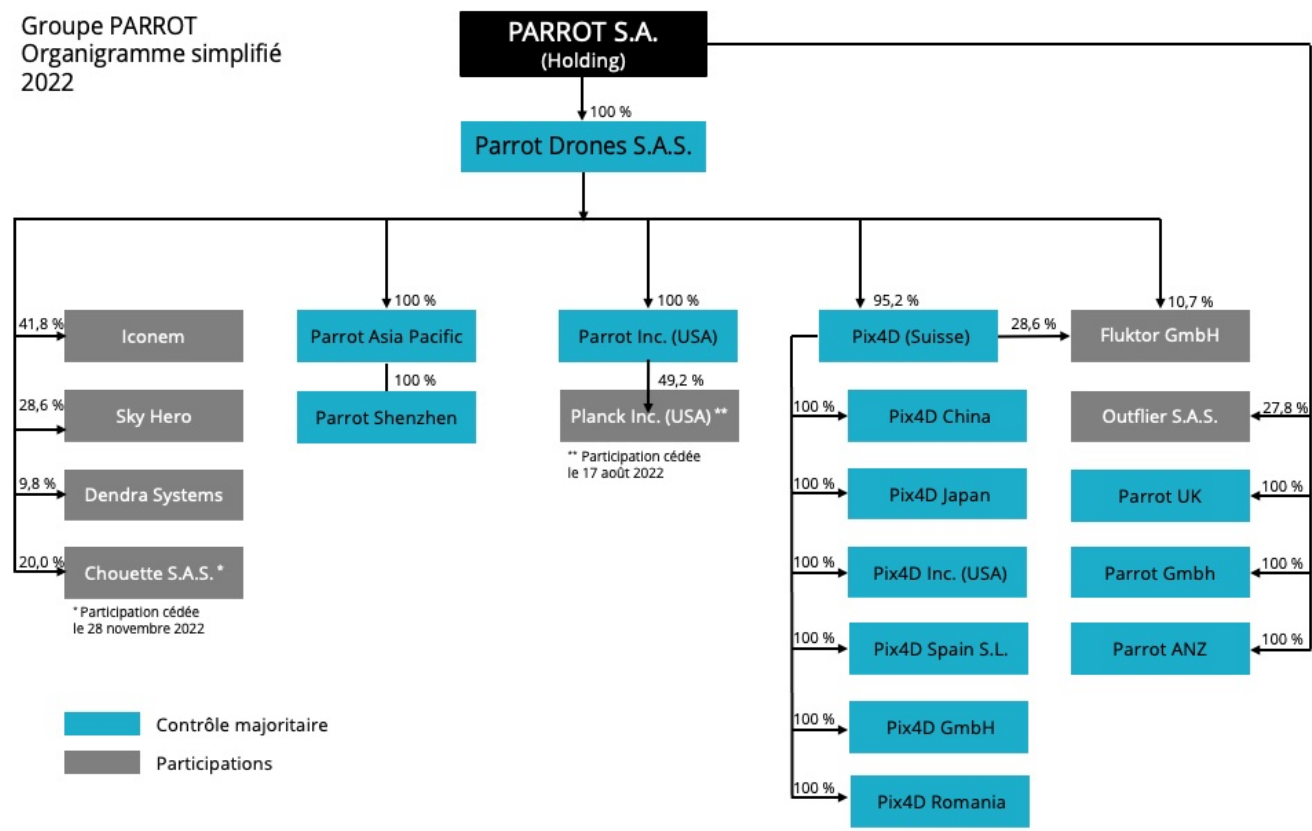 Groupe PARROT
Organigramme simplifié
2022
PARROT S.A.
(Holding)
100 %
Parrot Drones S.A.S.
41,8 %
Iconem
28,6 %
Sky Hero
9,8 %
Dendra Systems
20,0 %
Chouette S.A.S. *
* Participation cédée
le 28 novembre 2022
100 %
Parrot Asia Pacific
100 %
Parrot Shenzhen
100 %
Parrot Inc. (USA)
49,2 %
Planck Inc. (USA) **
** Participation cédée
le 17 août 2022
95,2 %
Pix4D (Suisse)
100 %
Pix4D China
100 %
Pix4D Japan
100 %
Pix4D Inc. (USA)
100 %
Pix4D Spain S.L.
100 %
Pix4D GmbH
100 %
Pix4D Romania
28,6 %
10,7 %
Fluktor GmbH
Outflier S.A.S.
27,8 %
Parrot UK
100 %
Parrot Gmbh
100 %
Parrot ANZ
100 %
Contrôle majoritaire
Participations